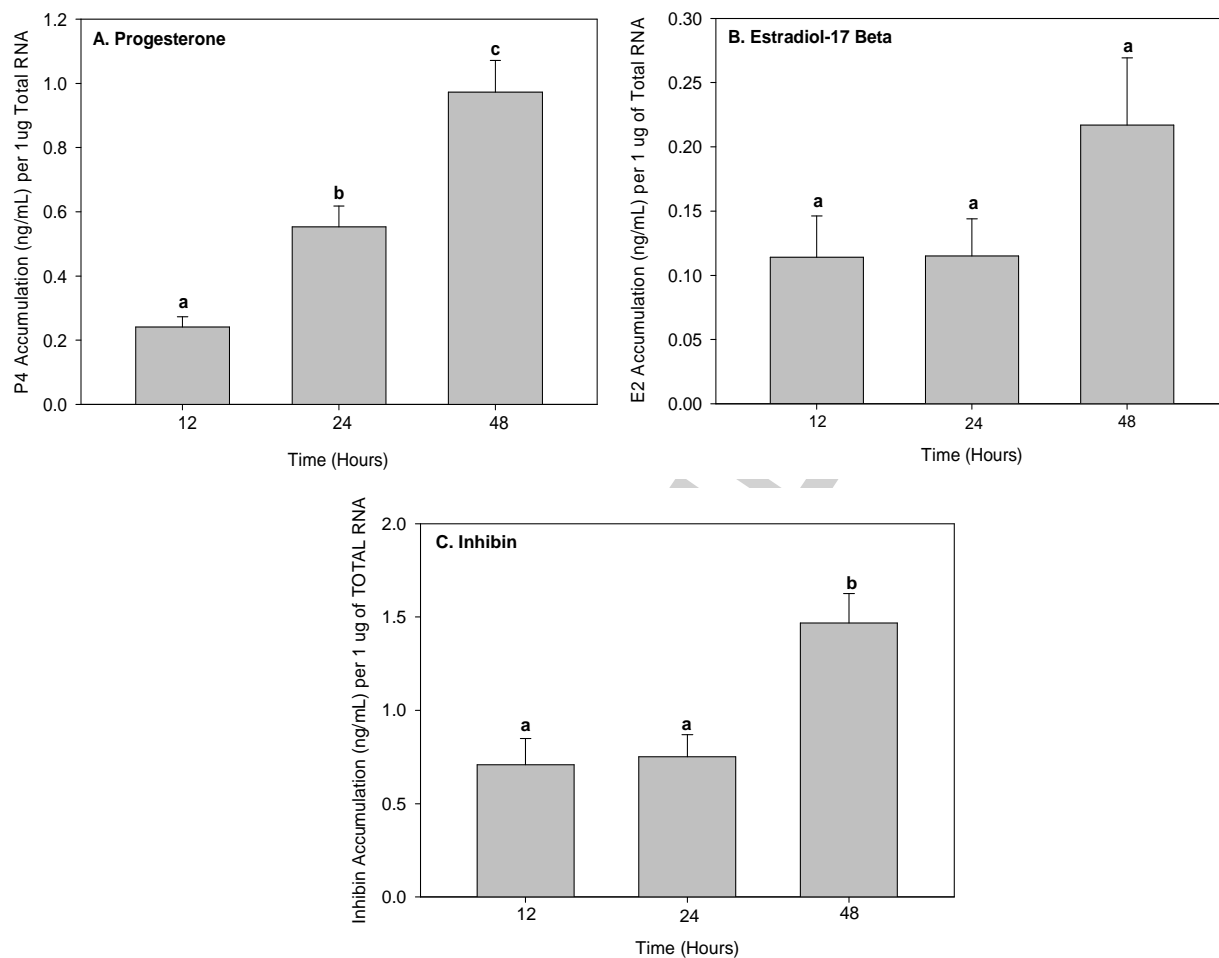 A. Progesterone
P4 Accumulation (ng/mL) per 1ug Total RNA
1.2
1.0
0.8
0.6
0.4
0.2
0.0
a
b
c
12
24
48
Time (Hours)
B. Estradiol-17 Beta
E2 Accumulation (ng/mL) per 1 ug of Total RNA
0.30
0.25
0.20
0.15
0.10
0.05
0.00
a
a
a
12
24
48
Time (Hours)
C. Inhibin
Inhibin Accumulation (ng/mL) per 1 ug of TOTAL RNA
2.0
1.5
1.0
0.5
0.0
a
a
b
12
24
48
Time (Hours)